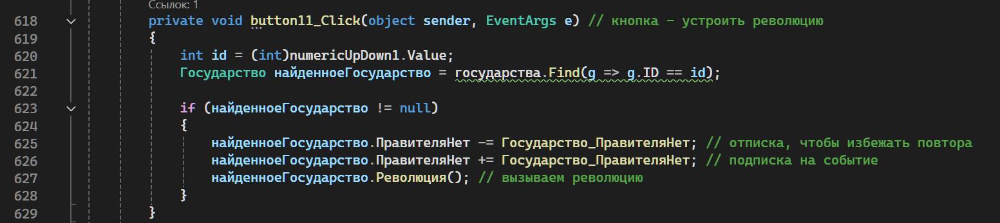 Ссылок: 1
618 private void button11_Click(object sender, EventArgs e) // кнопка - устроить революцию
619 {
620 int id = (int)numericUpDown1.Value;
621 Государство найденноеГосударство = государства.Find(g => g.ID == id);
622
623 if (найденноеГосударство != null)
624 {
625 найденноеГосударство.ПравителяНет -= Государство_ПравителяНет; // отписка, чтобы избежать повтора
626 найденноеГосударство.ПравителяНет += Государство_ПравителяНет; // подписка на событие
627 найденноеГосударство.Революция(); // вызываем революцию
628 }
629 }